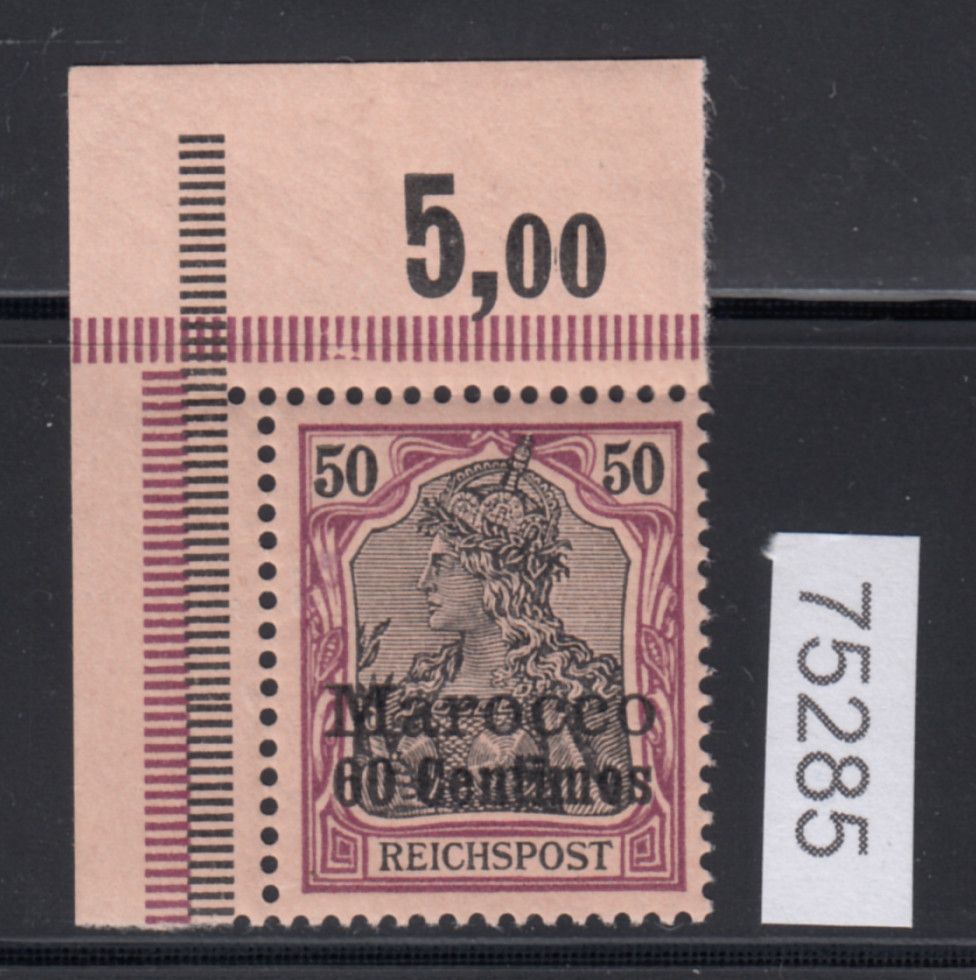 5,00
50 50
Marocco
60 Centimos
REICHSPOST
75285